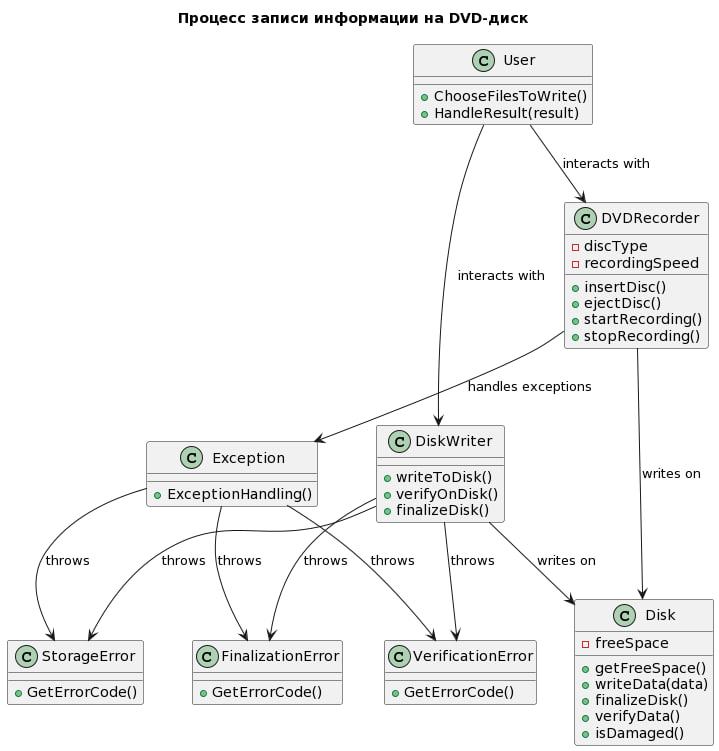 Процесс записи информации на DVD-диск
C User
ChooseFilesToWrite()
HandleResult(result)
interacts with
C DVDRecorder
discType
recordingSpeed
insertDisc()
ejectDisc()
startRecording()
stopRecording()
interacts with
handles exceptions
C Exception
ExceptionHandling()
C DiskWriter
writeToDisk()
verifyOnDisk()
finalizeDisk()
writes on
throws
throws
throws
throws
throws
throws
writes on
C StorageError
GetErrorCode()
C FinalizationError
GetErrorCode()
C VerificationError
GetErrorCode()
C Disk
freeSpace
getFreeSpace()
writeData(data)
finalizeDisk()
verifyData()
isDamaged()